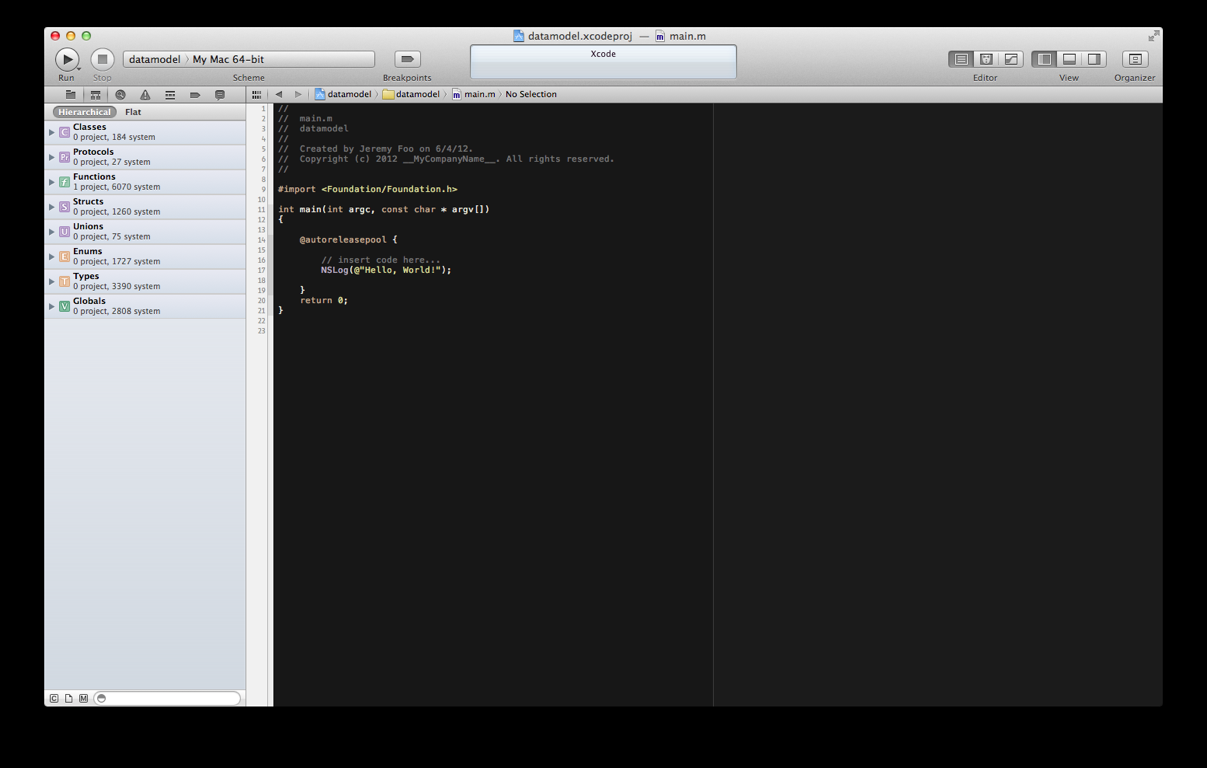 datamodel.xcodeproj — m main.m
datamodel 〉 My Mac 64-bit
Xcode
Run Stop Scheme Breakpoints Editor View Organizer
datamodel 〉 datamodel 〉 m main.m 〉 No Selection
Hierarchical Flat
C Classes
0 project, 184 system
Pr Protocols
0 project, 27 system
f Functions
1 project, 6070 system
S Structs
0 project, 1260 system
U Unions
0 project, 75 system
E Enums
0 project, 1727 system
T Types
0 project, 3390 system
V Globals
0 project, 2808 system
C M
1 //
2 //  main.m
3 //  datamodel
4 //
5 //  Created by Jeremy Foo on 6/4/12.
6 //  Copyright (c) 2012 __MyCompanyName__. All rights reserved.
7 //
8
9 #import <Foundation/Foundation.h>
10
11 int main(int argc, const char * argv[])
12 {
13
14     @autoreleasepool {
15
16         // insert code here...
17         NSLog(@"Hello, World!");
18
19     }
20     return 0;
21 }
22
23